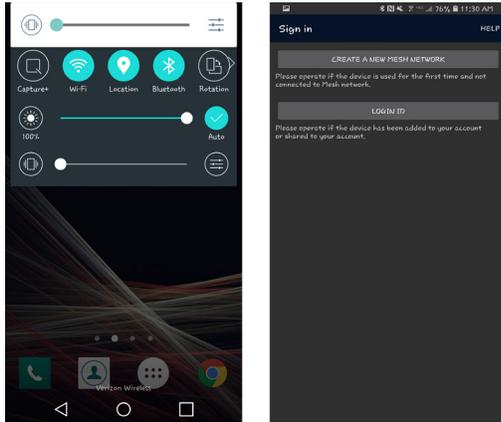 Capture+ Wi-Fi Location Bluetooth Rotation
100% Auto
Verizon Wireless
76% 11:30 AM
Sign in HELP
CREATE A NEW MESH NETWORK
Please operate if the device is used for the first time and not
connected to Mesh network.
LOGIN ID
Please operate if the device has been added to your account
or shared to your account.